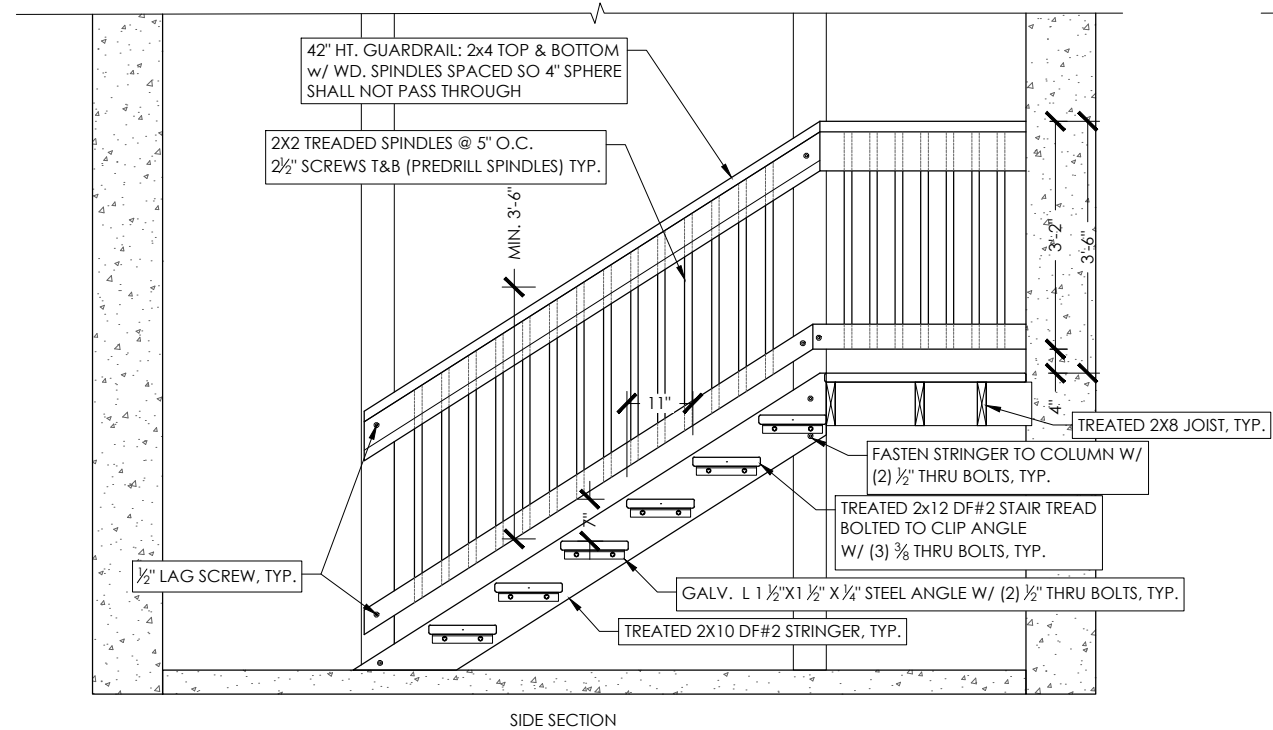 42" HT. GUARDRAIL: 2x4 TOP & BOTTOM
w/ WD. SPINDLES SPACED SO 4" SPHERE
SHALL NOT PASS THROUGH
2X2 TREADED SPINDLES @ 5" O.C.
2½" SCREWS T&B (PREDRILL SPINDLES) TYP.
MIN. 3'-6"
3'-2"
3'-6"
11"
4"
TREATED 2X8 JOIST, TYP.
FASTEN STRINGER TO COLUMN W/
(2) ½" THRU BOLTS, TYP.
7"
TREATED 2x12 DF#2 STAIR TREAD
BOLTED TO CLIP ANGLE
W/ (3) ⅜ THRU BOLTS, TYP.
½" LAG SCREW, TYP.
GALV. L 1 ½"X1 ½" X ¼" STEEL ANGLE W/ (2) ½" THRU BOLTS, TYP.
TREATED 2X10 DF#2 STRINGER, TYP.
SIDE SECTION